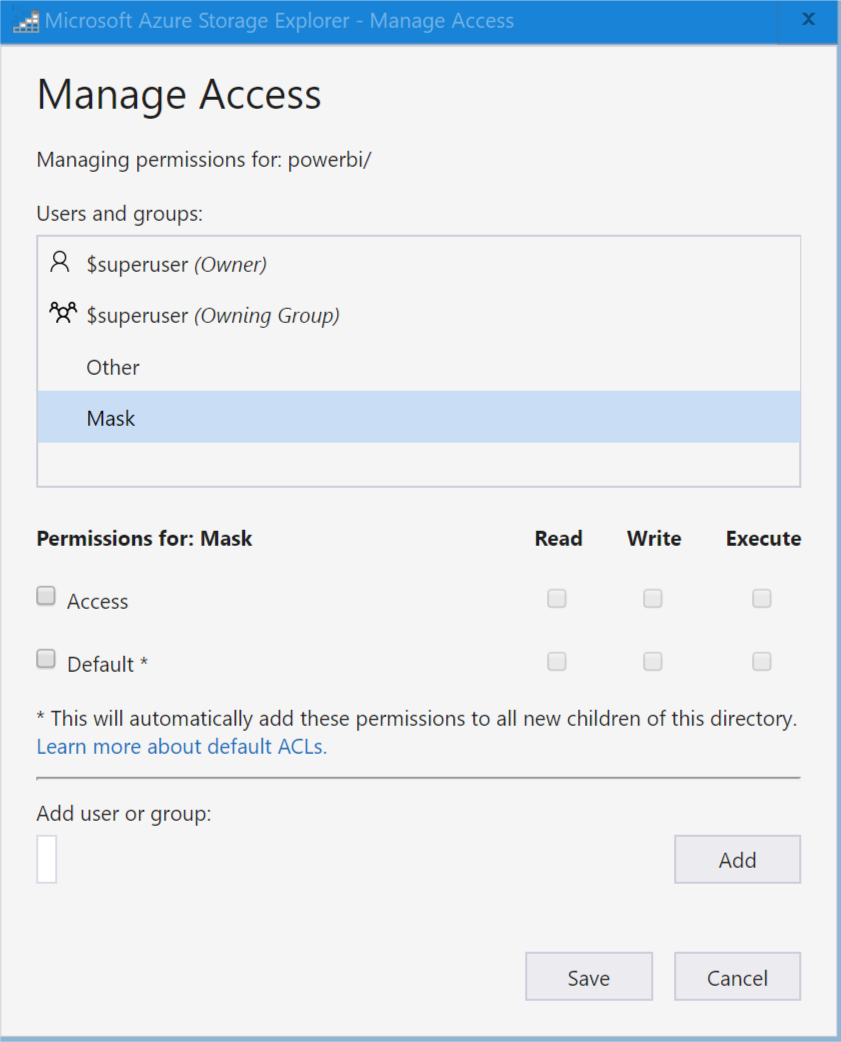 Microsoft Azure Storage Explorer - Manage Access x
Manage Access
Managing permissions for: powerbi/
Users and groups:
$superuser (Owner)
$superuser (Owning Group)
Other
Mask
Permissions for: Mask Read Write Execute
Access
Default *
* This will automatically add these permissions to all new children of this directory.
Learn more about default ACLs.
Add user or group:
Add
Save Cancel